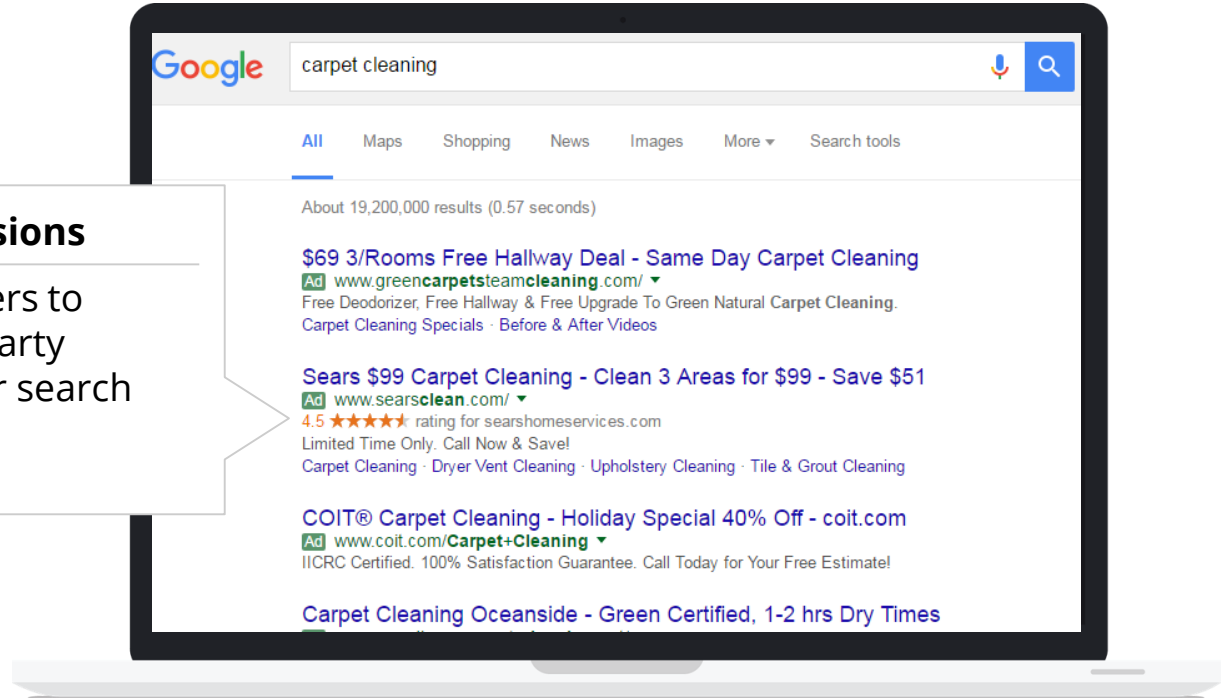 Google carpet cleaning
All Maps Shopping News Images More Search tools
About 19,200,000 results (0.57 seconds)
$69 3/Rooms Free Hallway Deal - Same Day Carpet Cleaning
Ad www.greencarpetsteamcleaning.com/
Free Deodorizer, Free Hallway & Free Upgrade To Green Natural Carpet Cleaning.
Carpet Cleaning Specials · Before & After Videos
Sears $99 Carpet Cleaning - Clean 3 Areas for $99 - Save $51
Ad www.searsclean.com/
4.5 ★★★★ rating for searshomeservices.com
Limited Time Only. Call Now & Save!
Carpet Cleaning · Dryer Vent Cleaning · Upholstery Cleaning · Tile & Grout Cleaning
COIT® Carpet Cleaning - Holiday Special 40% Off - coit.com
Ad www.coit.com/Carpet+Cleaning
IICRC Certified. 100% Satisfaction Guarantee. Call Today for Your Free Estimate!
Carpet Cleaning Oceanside - Green Certified, 1-2 hrs Dry Times
sions
ers to
arty
r search